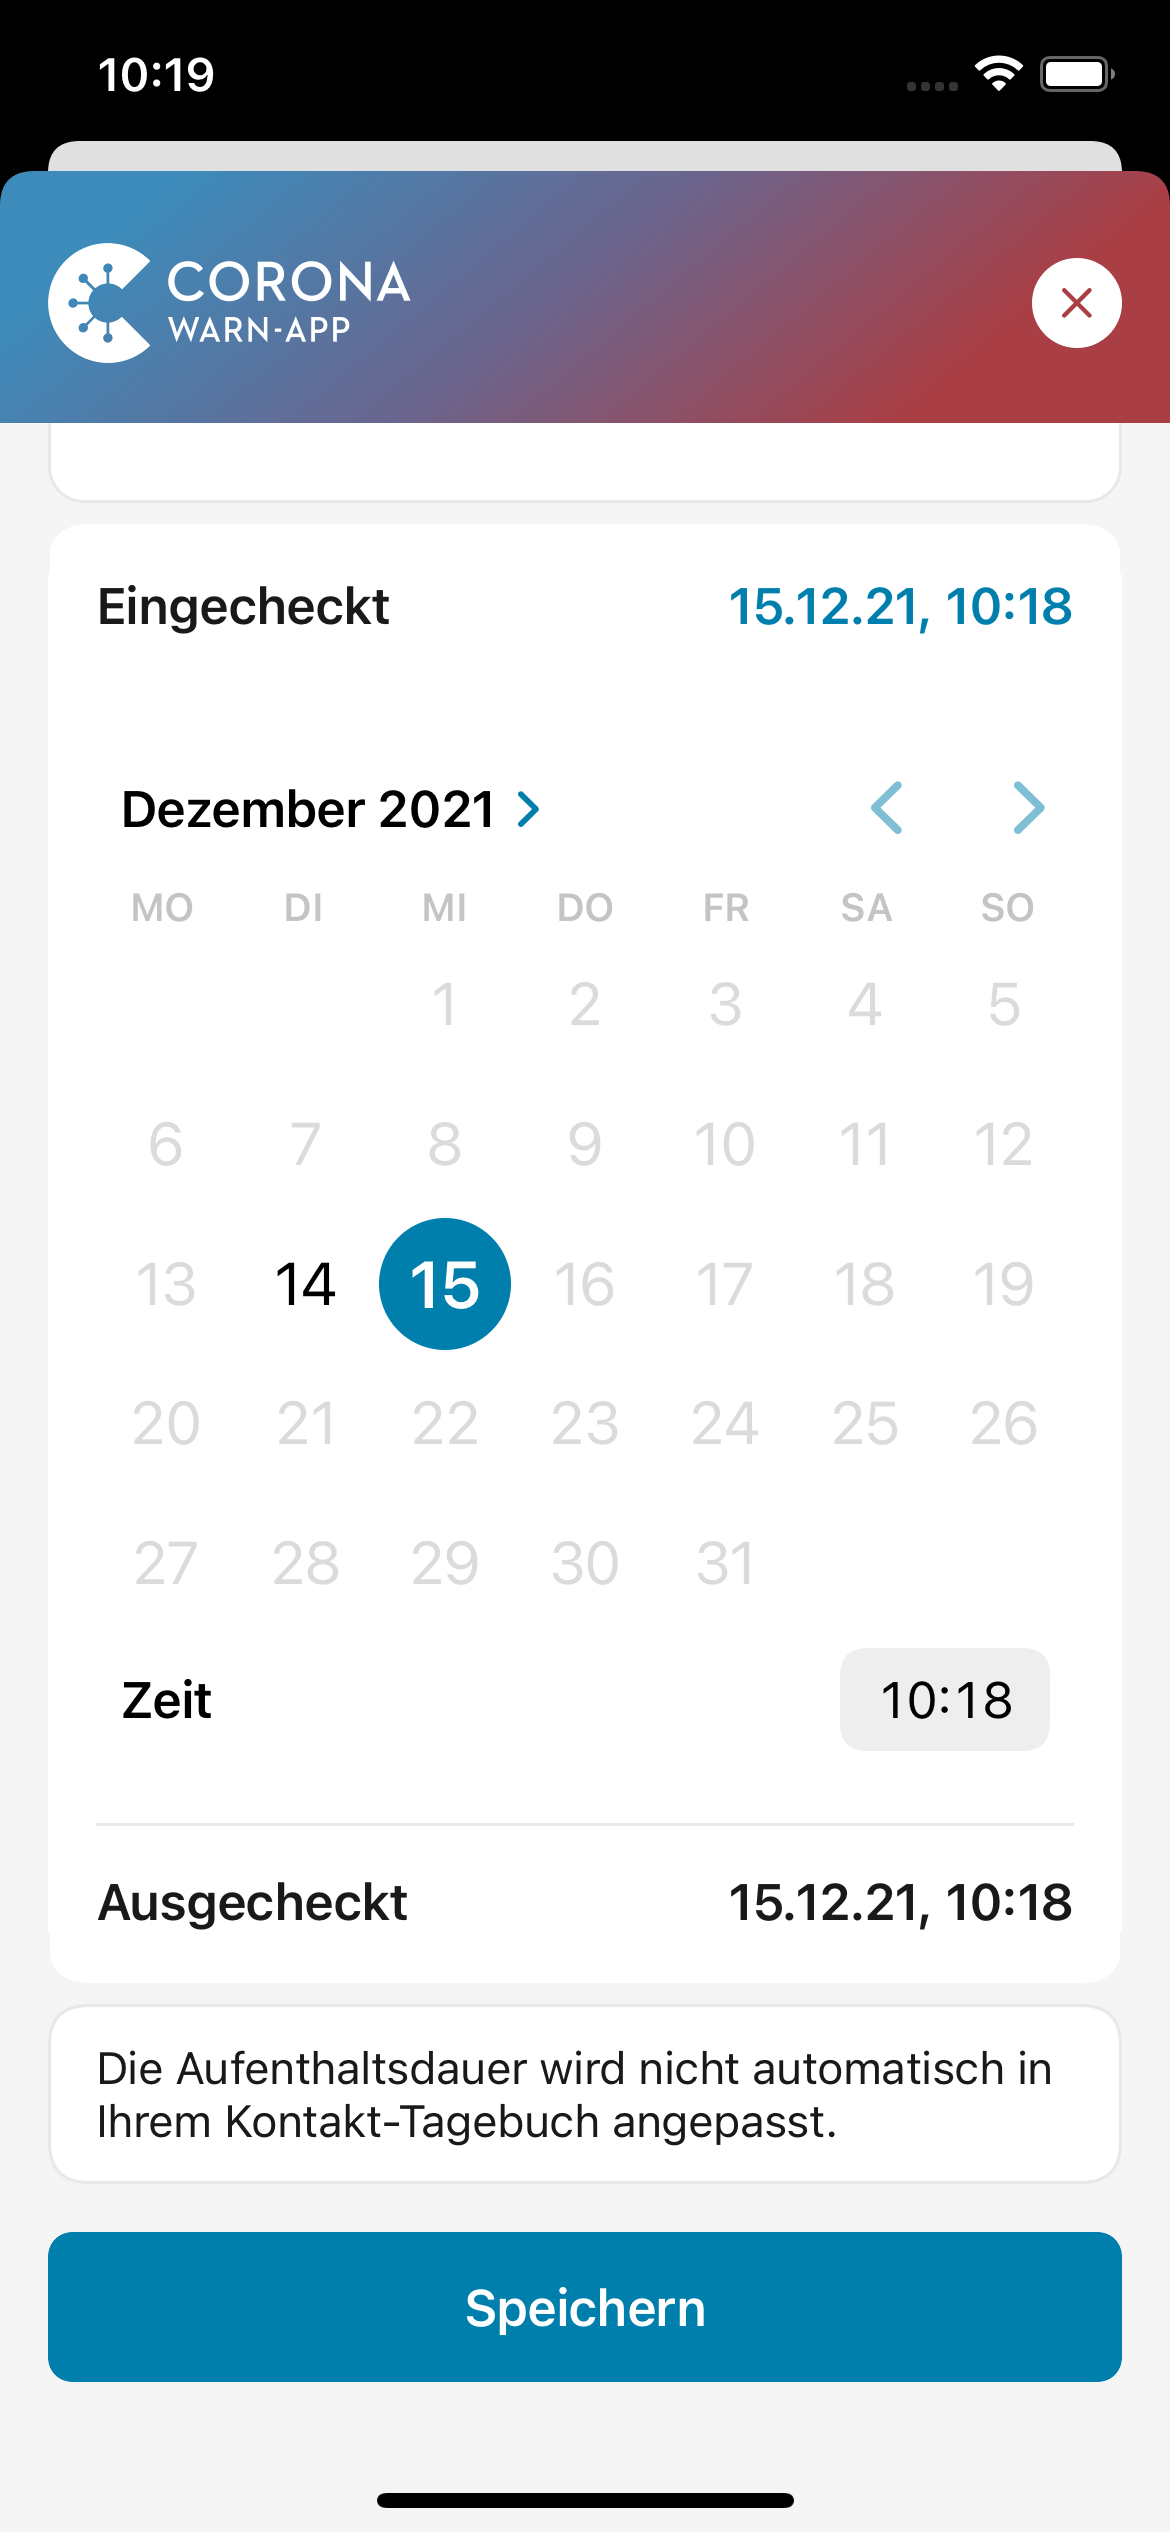 10:19
CORONA
WARN-APP
Eingecheckt 15.12.21, 10:18
Dezember 2021
MO DI MI DO FR SA SO
1 2 3 4 5
6 7 8 9 10 11 12
13 14 15 16 17 18 19
20 21 22 23 24 25 26
27 28 29 30 31
Zeit 10:18
Ausgecheckt 15.12.21, 10:18
Die Aufenthaltsdauer wird nicht automatisch in
Ihrem Kontakt-Tagebuch angepasst.
Speichern